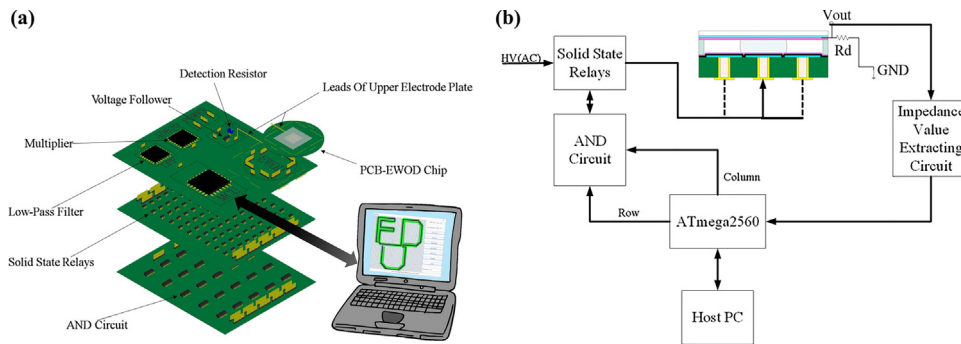 (a)
Detection Resistor
Voltage Follower
Leads Of Upper Electrode Plate
Multiplier
PCB-EWOD Chip
Low-Pass Filter
Solid State Relays
AND Circuit
E D
U
(b)
Vout
HV(AC)
Solid State
Relays
Rd
GND
AND
Circuit
Impedance
Value
Extracting
Circuit
Column
Row
ATmega2560
Host PC